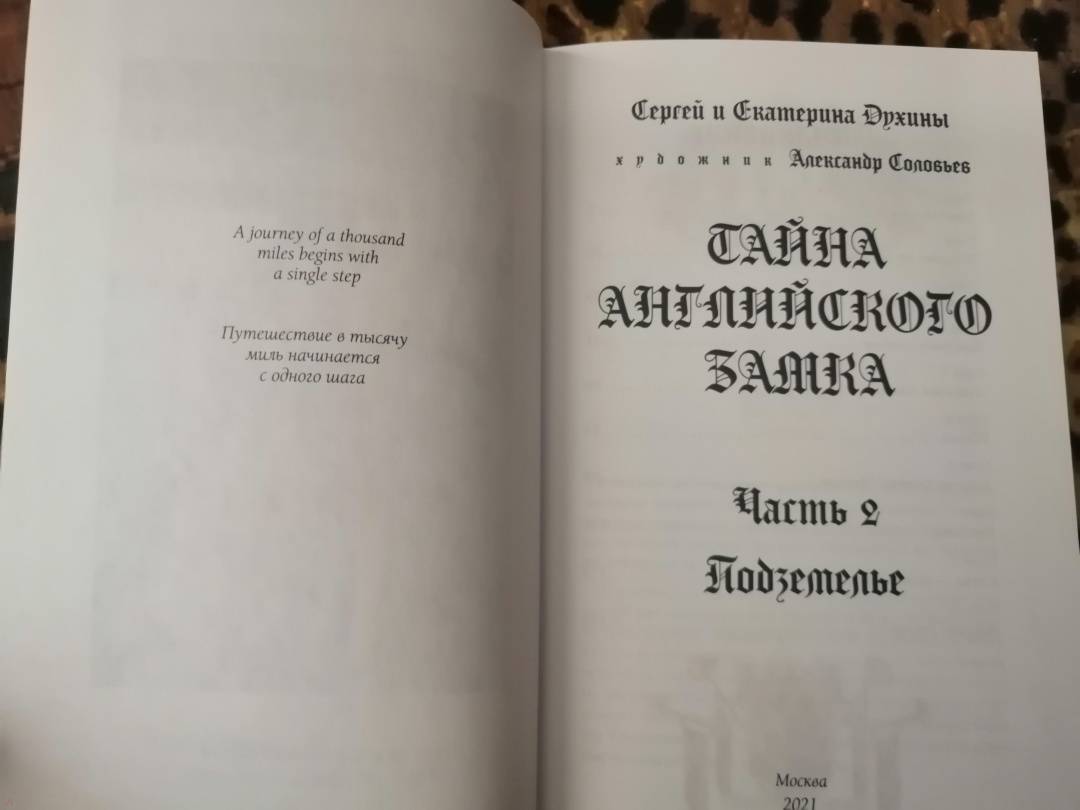 A journey of a thousand
miles begins with
a single step
Путешествие в тысячу
миль начинается
с одного шага
Сергей и Екатерина Духины
художник Александр Соловьев
ТАЙНА
АНГЛИЙСКОГО
ЗАМКА
Часть 2
Подземелье
Москва
2021